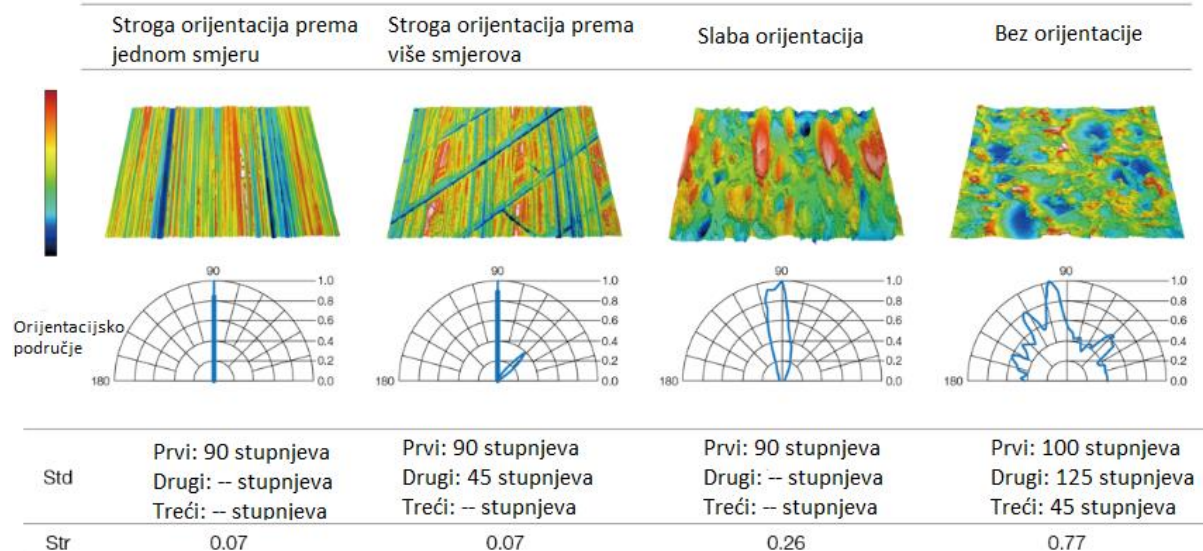 Stroga orijentacija prema
jednom smjeru
Stroga orijentacija prema
više smjerova
Slaba orijentacija
Bez orijentacije
Orijentacijsko
područje
90
1.0
0.8
0.6
0.4
0.2
0.0
180
90
1.0
0.8
0.6
0.4
0.2
0.0
180
90
1.0
0.8
0.6
0.4
0.2
0.0
180
90
1.0
0.8
0.6
0.4
0.2
0.0
180
Std
Prvi: 90 stupnjeva
Drugi: -- stupnjeva
Treći: -- stupnjeva
Prvi: 90 stupnjeva
Drugi: 45 stupnjeva
Treći: -- stupnjeva
Prvi: 90 stupnjeva
Drugi: -- stupnjeva
Treći: -- stupnjeva
Prvi: 100 stupnjeva
Drugi: 125 stupnjeva
Treći: 45 stupnjeva
Str
0.07
0.07
0.26
0.77